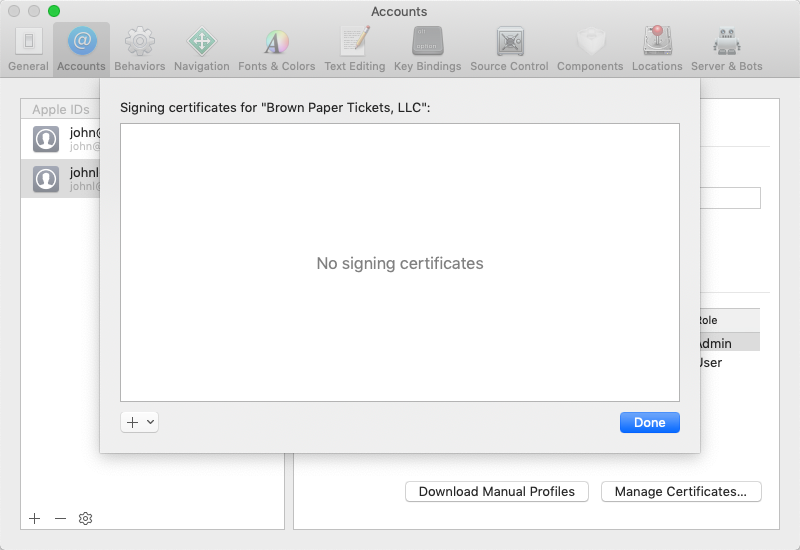 Accounts
General Accounts Behaviors Navigation Fonts & Colors Text Editing Key Bindings Source Control Components Locations Server & Bots
Signing certificates for "Brown Paper Tickets, LLC":
Apple IDs
john@
john@
johnl
johnl@
No signing certificates
Role
Admin
User
Done
Download Manual Profiles Manage Certificates...